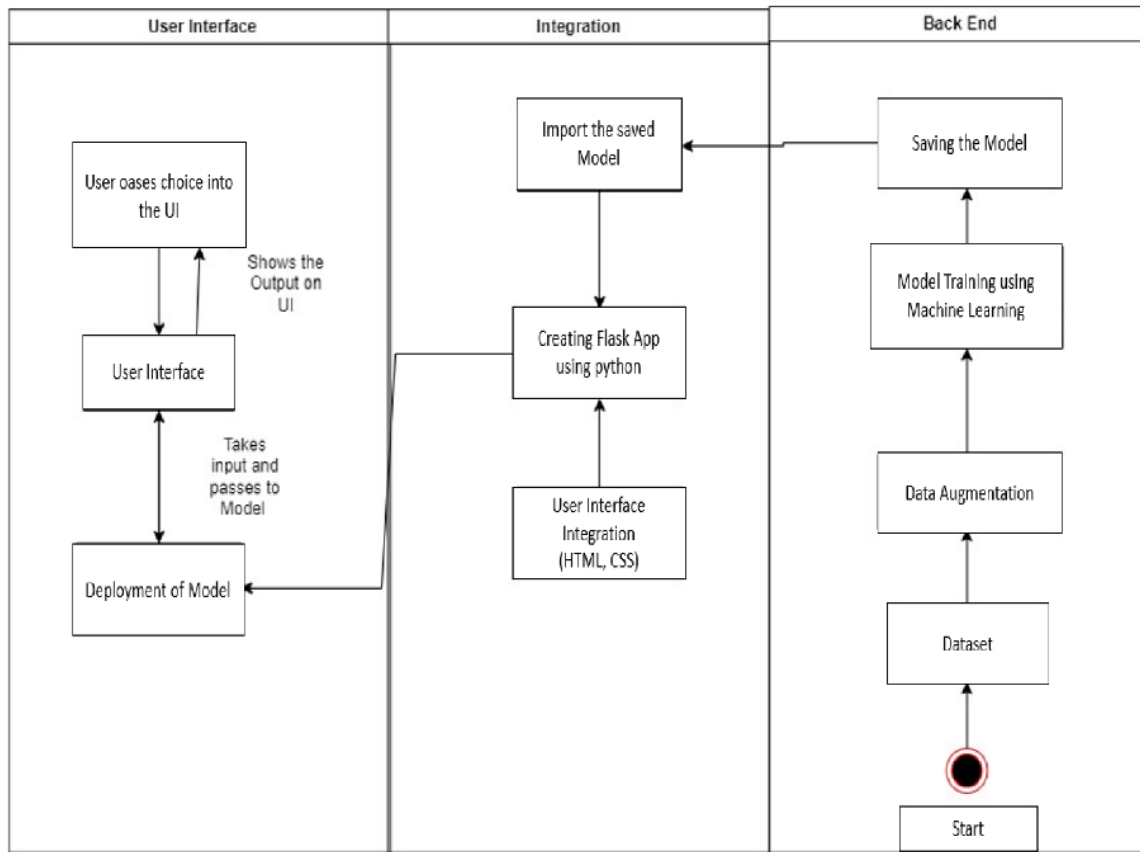 User Interface
Integration
Back End
User oases choice into
the UI
Shows the
Output on
UI
User Interface
Takes
input and
passes to
Model
Deployment of Model
Import the saved
Model
Creating Flask App
using python
User Interface
Integration
(HTML, CSS)
Saving the Model
Model Training using
Machine Learning
Data Augmentation
Dataset
Start